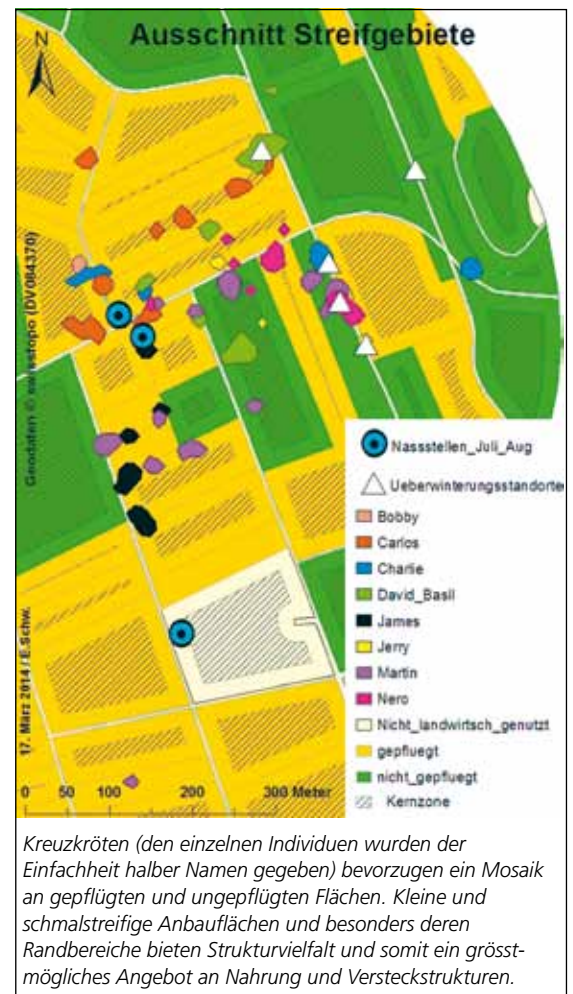 Ausschnitt Streifgebiete
N
Geodaten © swisstopo (DV084370)
17. März 2014 / E.Schw.
Nassstellen_Juli_Aug
Ueberwinterungsstandorte
Bobby
Carlos
Charlie
David_Basil
James
Jerry
Martin
Nero
Nicht_landwirtsch_genutzt
gepfluegt
nicht_gepfluegt
Kernzone
0 50 100 200 300 Meter
Kreuzkröten (den einzelnen Individuen wurden der
Einfachheit halber Namen gegeben) bevorzugen ein Mosaik
an gepflügten und ungepflügten Flächen. Kleine und
schmalstreifige Anbauflächen und besonders deren
Randbereiche bieten Strukturvielfalt und somit ein grösst-
mögliches Angebot an Nahrung und Versteckstrukturen.